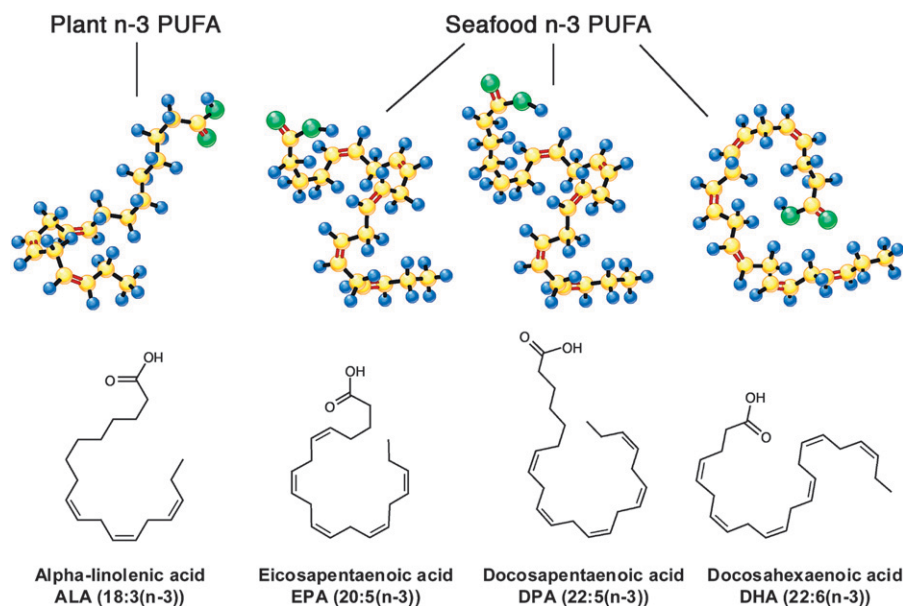 Plant n-3 PUFA
Seafood n-3 PUFA
OH
O
OH
O
O
OH
OH
O
Alpha-linolenic acid
ALA (18:3(n-3))
Eicosapentaenoic acid
EPA (20:5(n-3))
Docosapentaenoic acid
DPA (22:5(n-3))
Docosahexaenoic acid
DHA (22:6(n-3))